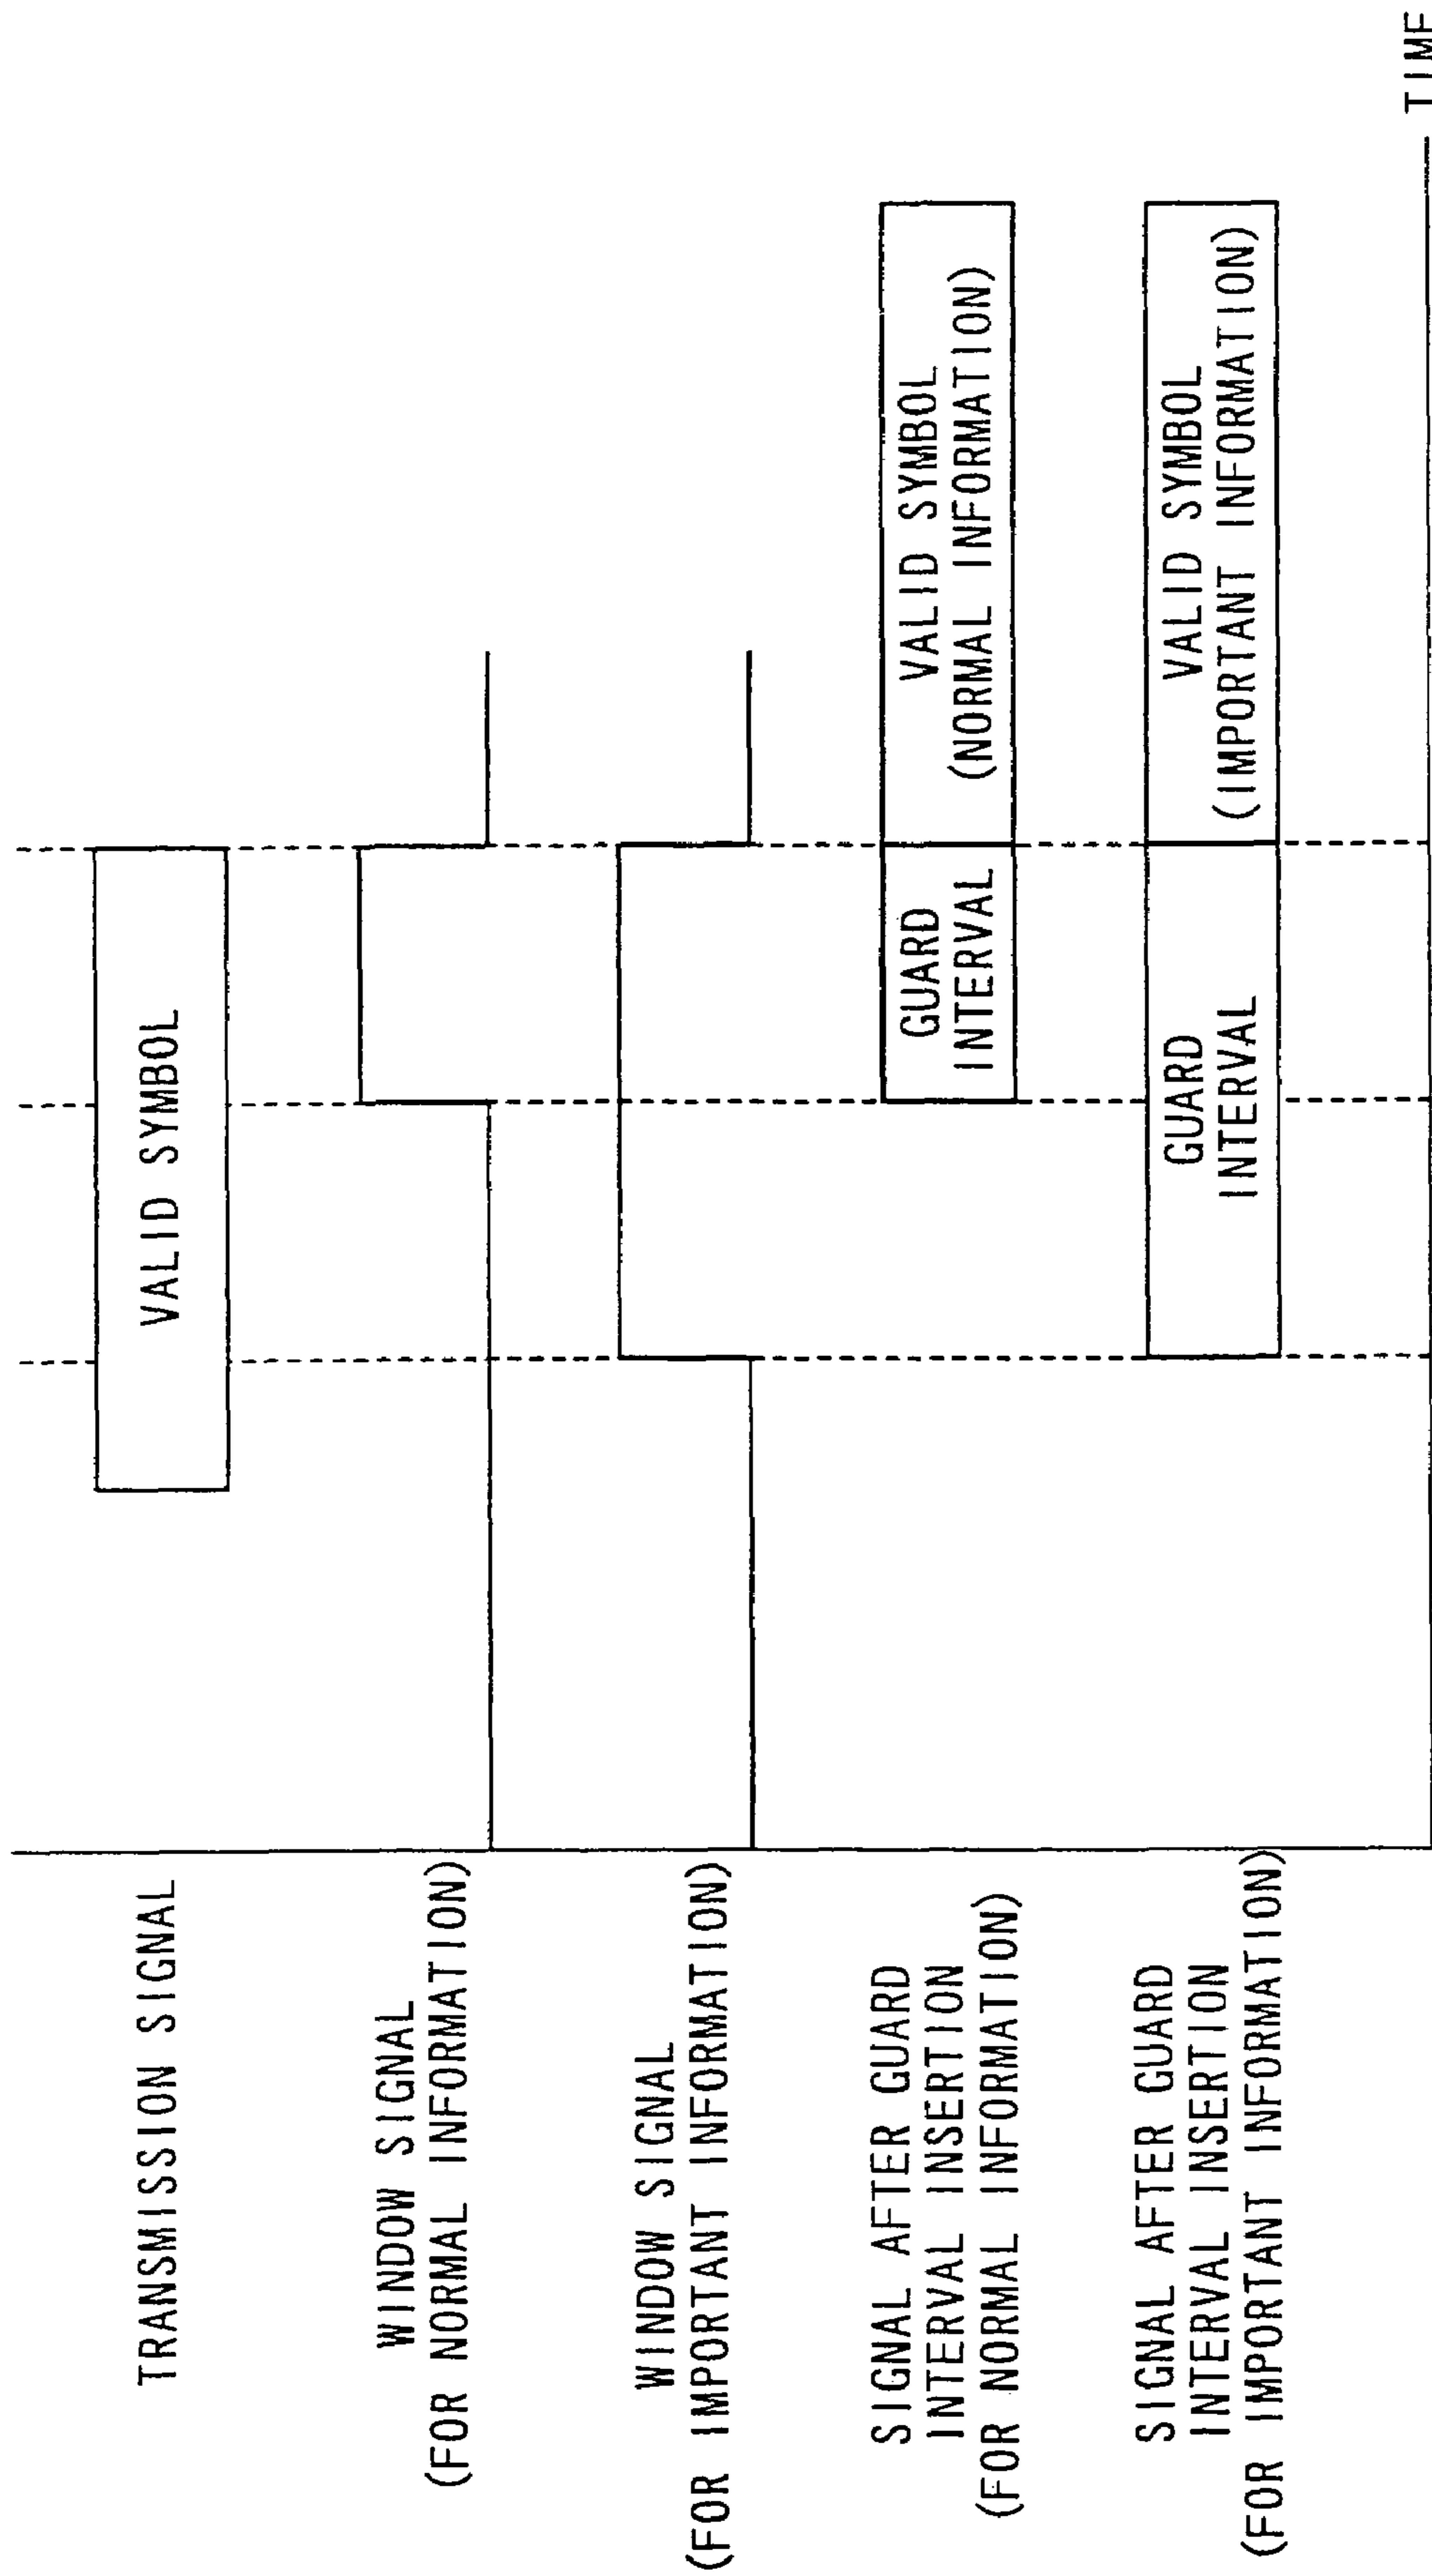 TRANSMISSION SIGNAL
VALID SYMBOL
WINDOW SIGNAL
(FOR NORMAL INFORMATION)
WINDOW SIGNAL
(FOR IMPORTANT INFORMATION)
SIGNAL AFTER GUARD
INTERVAL INSERTION
(FOR NORMAL INFORMATION)
GUARD
INTERVAL
VALID SYMBOL
(NORMAL INFORMATION)
SIGNAL AFTER GUARD
INTERVAL INSERTION
(FOR IMPORTANT INFORMATION)
GUARD
INTERVAL
VALID SYMBOL
(IMPORTANT INFORMATION)
TIME